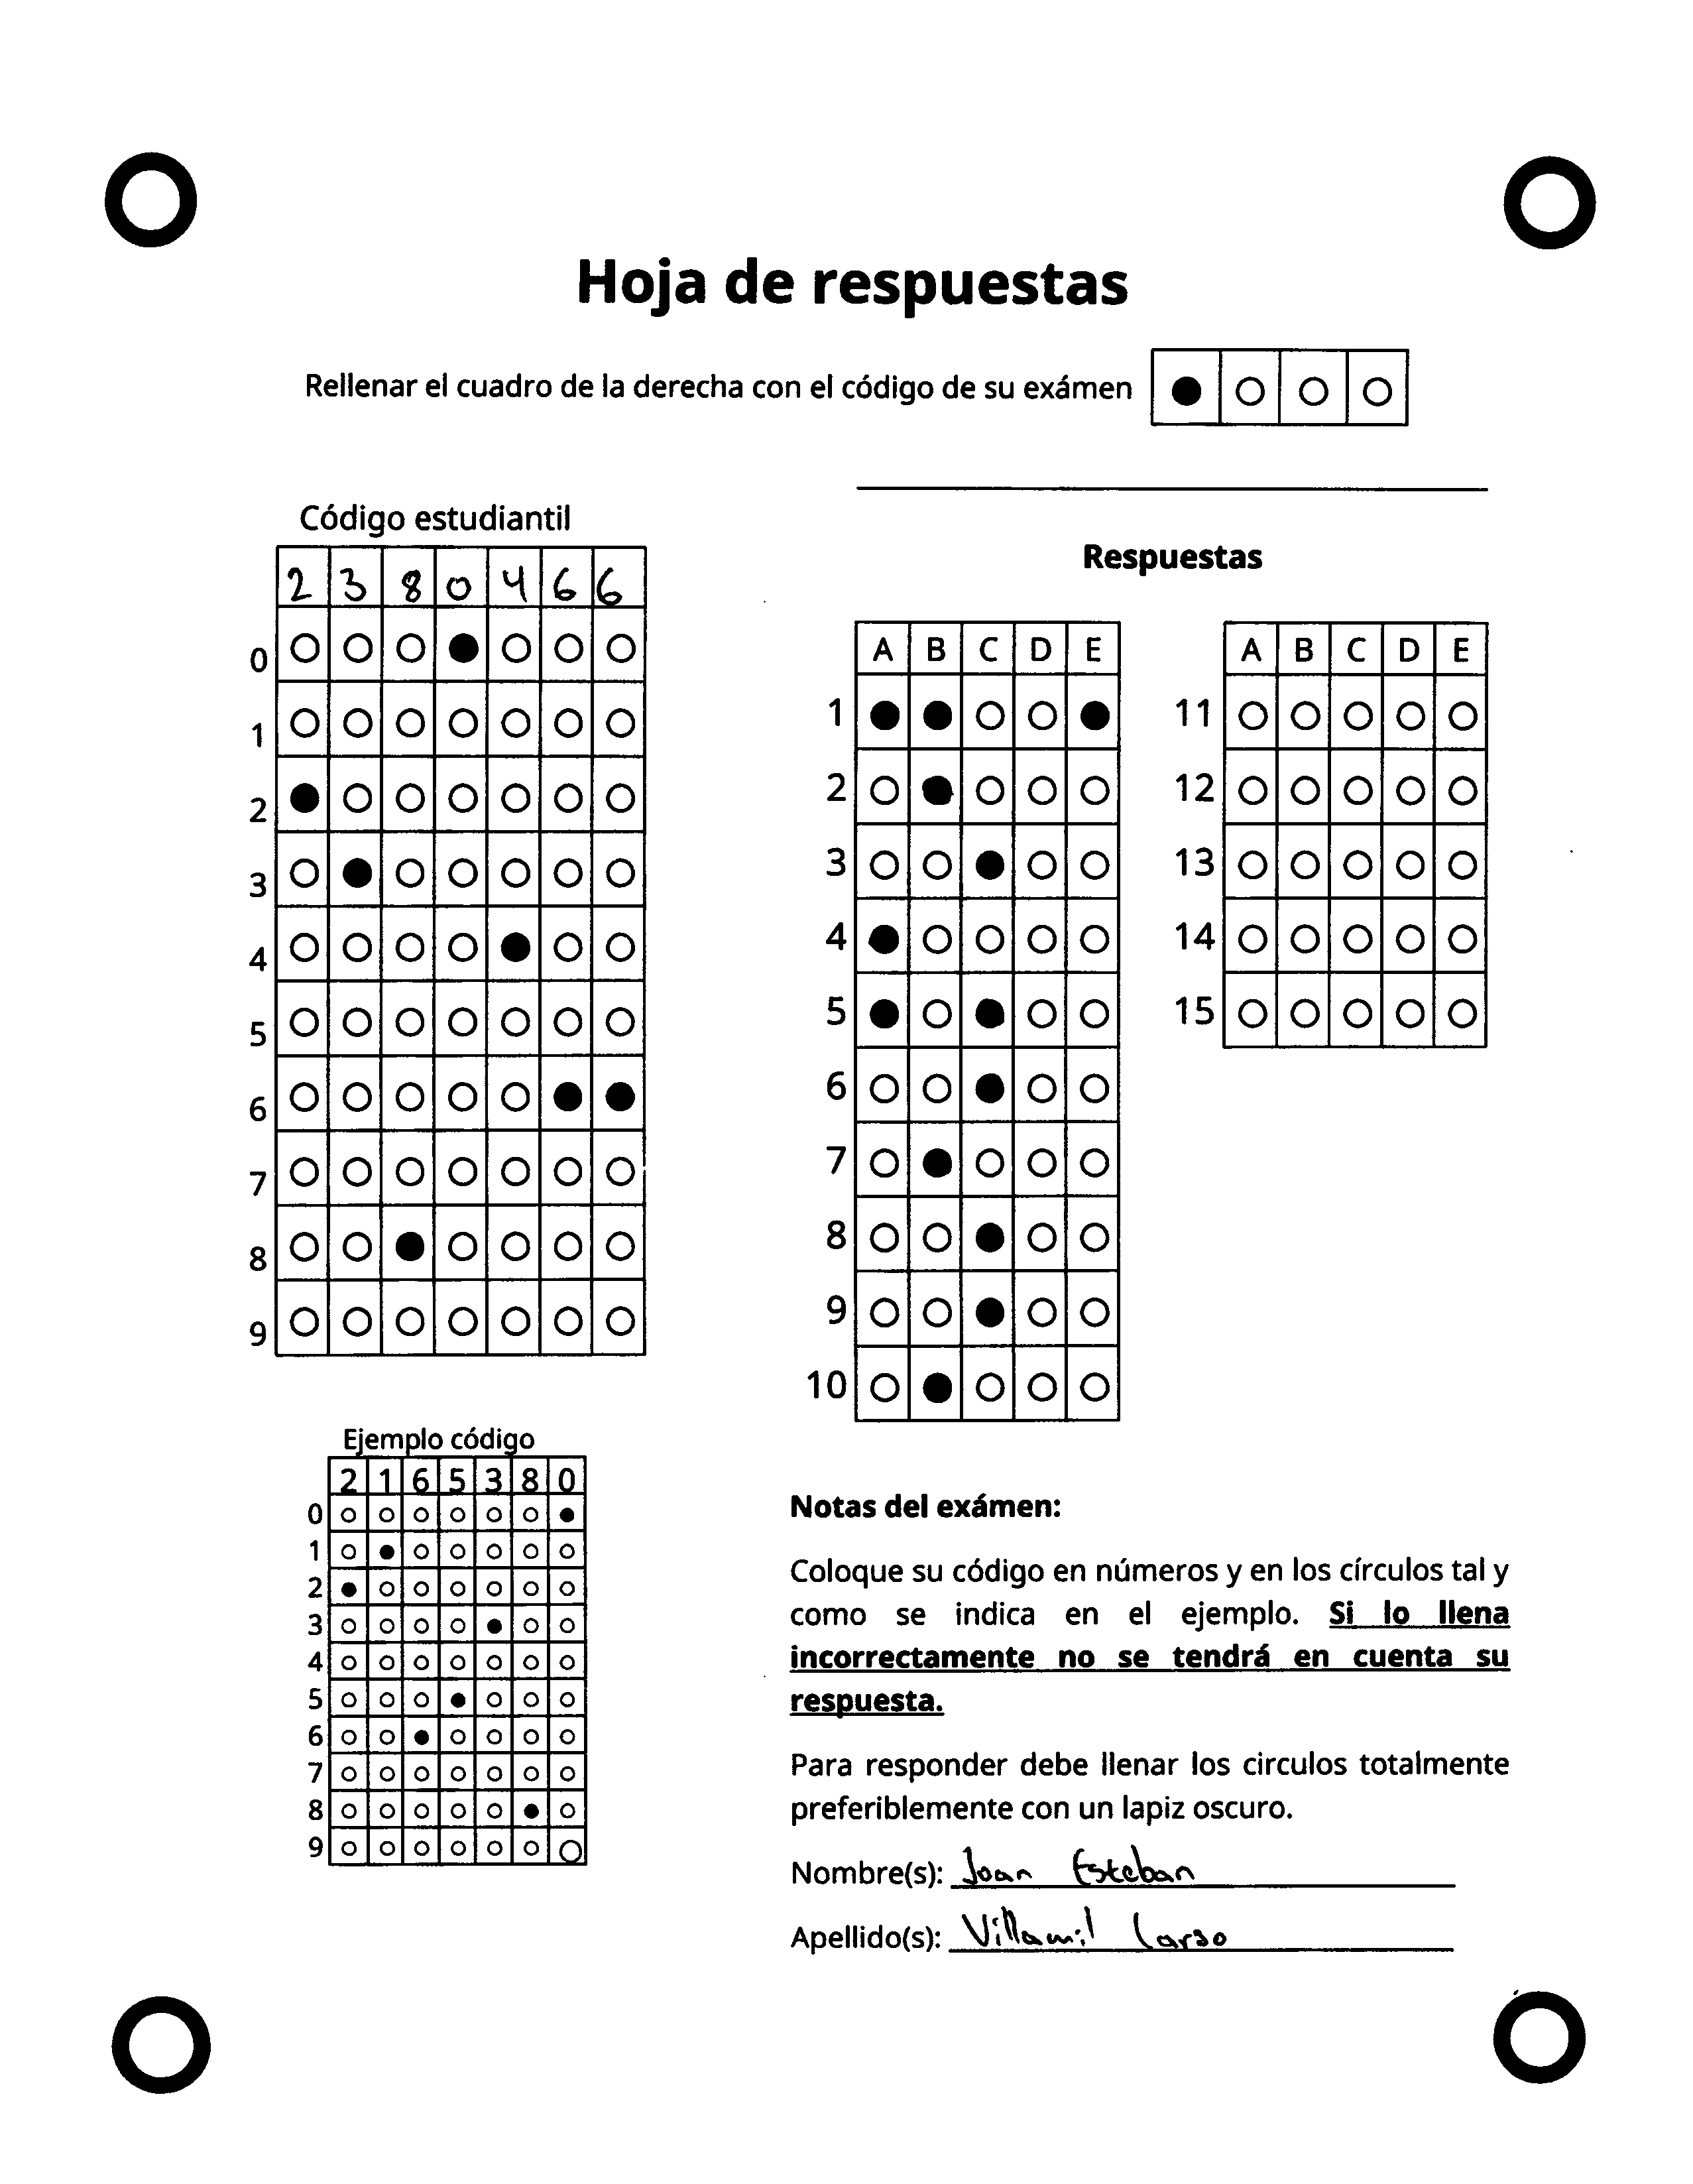 Hoja de respuestas
Rellenar el cuadro de la derecha con el código de su exámen
Código estudiantil
2 3 8 0 4 6 6
0
1
2
3
4
5
6
7
8
9
Respuestas
A B C D E
1
2
3
4
5
6
7
8
9
10
A B C D E
11
12
13
14
15
Ejemplo código
2 1 6 5 3 8 0
0
1
2
3
4
5
6
7
8
9
Notas del exámen:
Coloque su código en números y en los círculos tal y
como se indica en el ejemplo. Si lo llena
incorrectamente no se tendrá en cuenta su
respuesta.
Para responder debe llenar los circulos totalmente
preferiblemente con un lapiz oscuro.
Nombre(s): Joan Esteban
Apellido(s): Villamil